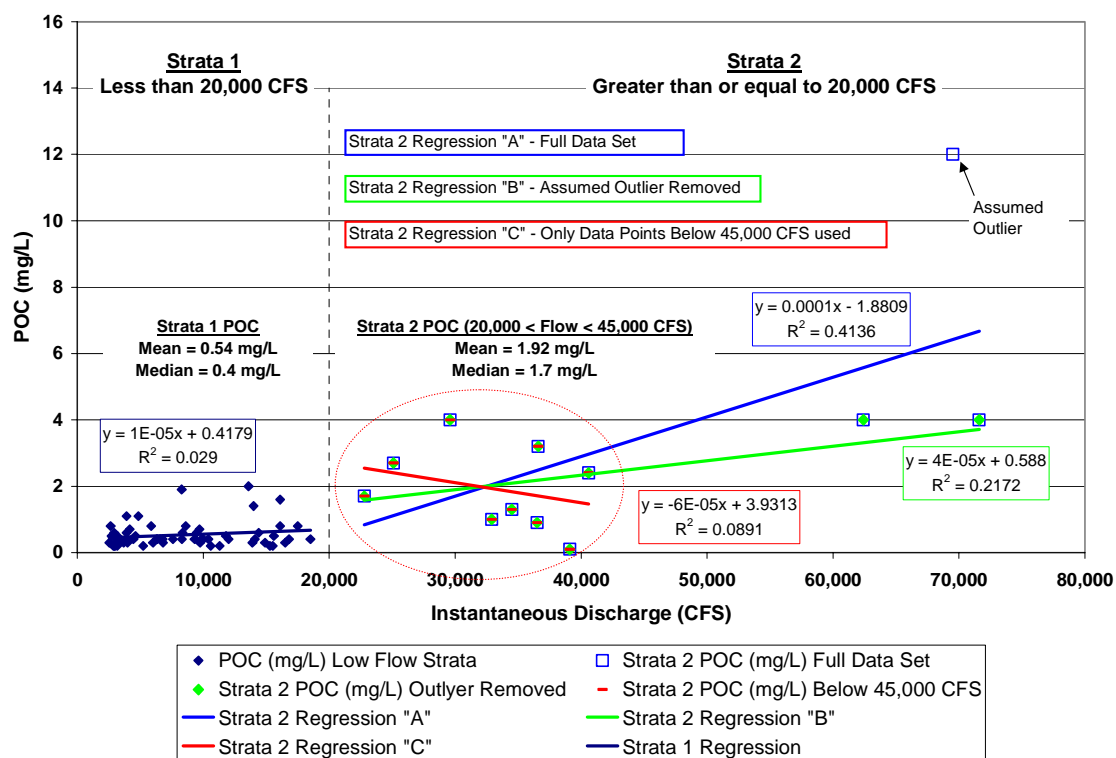 16
14
12
10
8
6
4
2
0
POC (mg/L)
Strata 1
Less than 20,000 CFS
Strata 2
Greater than or equal to 20,000 CFS
Strata 2 Regression "A" - Full Data Set
Strata 2 Regression "B" - Assumed Outlier Removed
Strata 2 Regression "C" - Only Data Points Below 45,000 CFS used
Assumed
Outlier
Strata 1 POC
Mean = 0.54 mg/L
Median = 0.4 mg/L
Strata 2 POC (20,000 < Flow < 45,000 CFS)
Mean = 1.92 mg/L
Median = 1.7 mg/L
y = 0.0001x - 1.8809
R² = 0.4136
y = 1E-05x + 0.4179
R² = 0.029
y = 4E-05x + 0.588
R² = 0.2172
y = -6E-05x + 3.9313
R² = 0.0891
0 10,000 20,000 30,000 40,000 50,000 60,000 70,000 80,000
Instantaneous Discharge (CFS)
POC (mg/L) Low Flow Strata
Strata 2 POC (mg/L) Full Data Set
Strata 2 POC (mg/L) Outlyer Removed
Strata 2 POC (mg/L) Below 45,000 CFS
Strata 2 Regression "A"
Strata 2 Regression "B"
Strata 2 Regression "C"
Strata 1 Regression